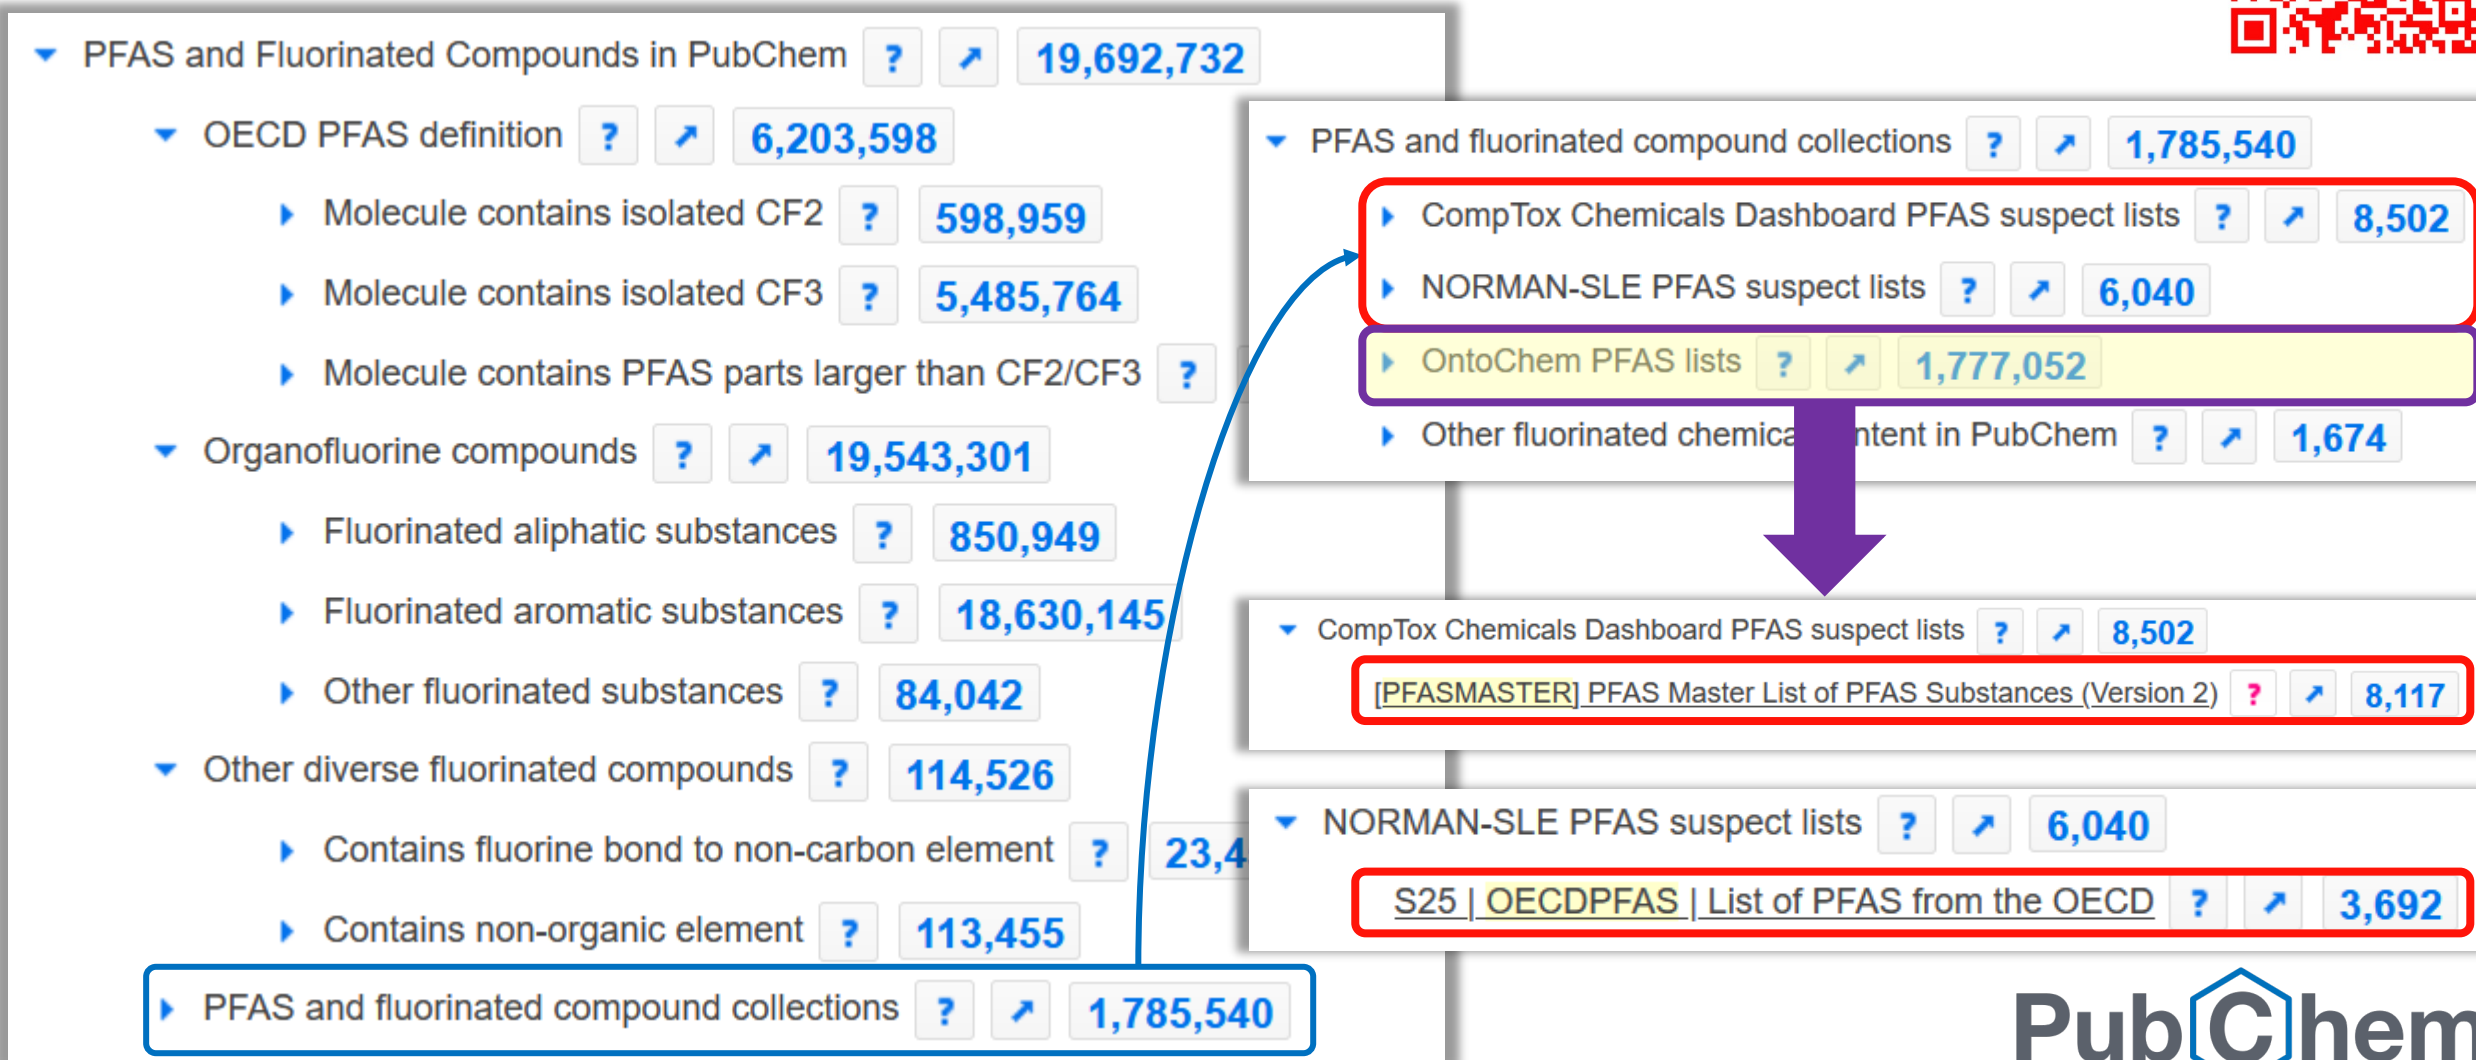 PFAS and Fluorinated Compounds in PubChem ? 19,692,732
OECD PFAS definition ? 6,203,598
Molecule contains isolated CF2 ? 598,959
Molecule contains isolated CF3 ? 5,485,764
Molecule contains PFAS parts larger than CF2/CF3 ?
Organofluorine compounds ? 19,543,301
Fluorinated aliphatic substances ? 850,949
Fluorinated aromatic substances ? 18,630,145
Other fluorinated substances ? 84,042
Other diverse fluorinated compounds ? 114,526
Contains fluorine bond to non-carbon element ? 23,4
Contains non-organic element ? 113,455
PFAS and fluorinated compound collections ? 1,785,540
PFAS and fluorinated compound collections ? 1,785,540
CompTox Chemicals Dashboard PFAS suspect lists ? 8,502
NORMAN-SLE PFAS suspect lists ? 6,040
OntoChem PFAS lists ? 1,777,052
Other fluorinated chemica ntent in PubChem ? 1,674
CompTox Chemicals Dashboard PFAS suspect lists ? 8,502
[PFASMASTER] PFAS Master List of PFAS Substances (Version 2) ? 8,117
NORMAN-SLE PFAS suspect lists ? 6,040
S25 | OECDPFAS | List of PFAS from the OECD ? 3,692
PubChem